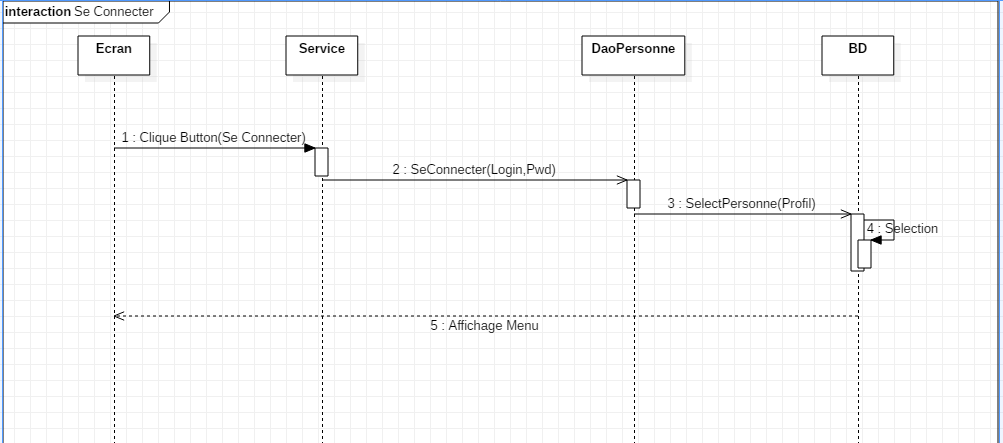 interaction Se Connecter
Ecran
Service
DaoPersonne
BD
1 : Clique Button(Se Connecter)
2 : SeConnecter(Login,Pwd)
3 : SelectPersonne(Profil)
4 : Selection
5 : Affichage Menu